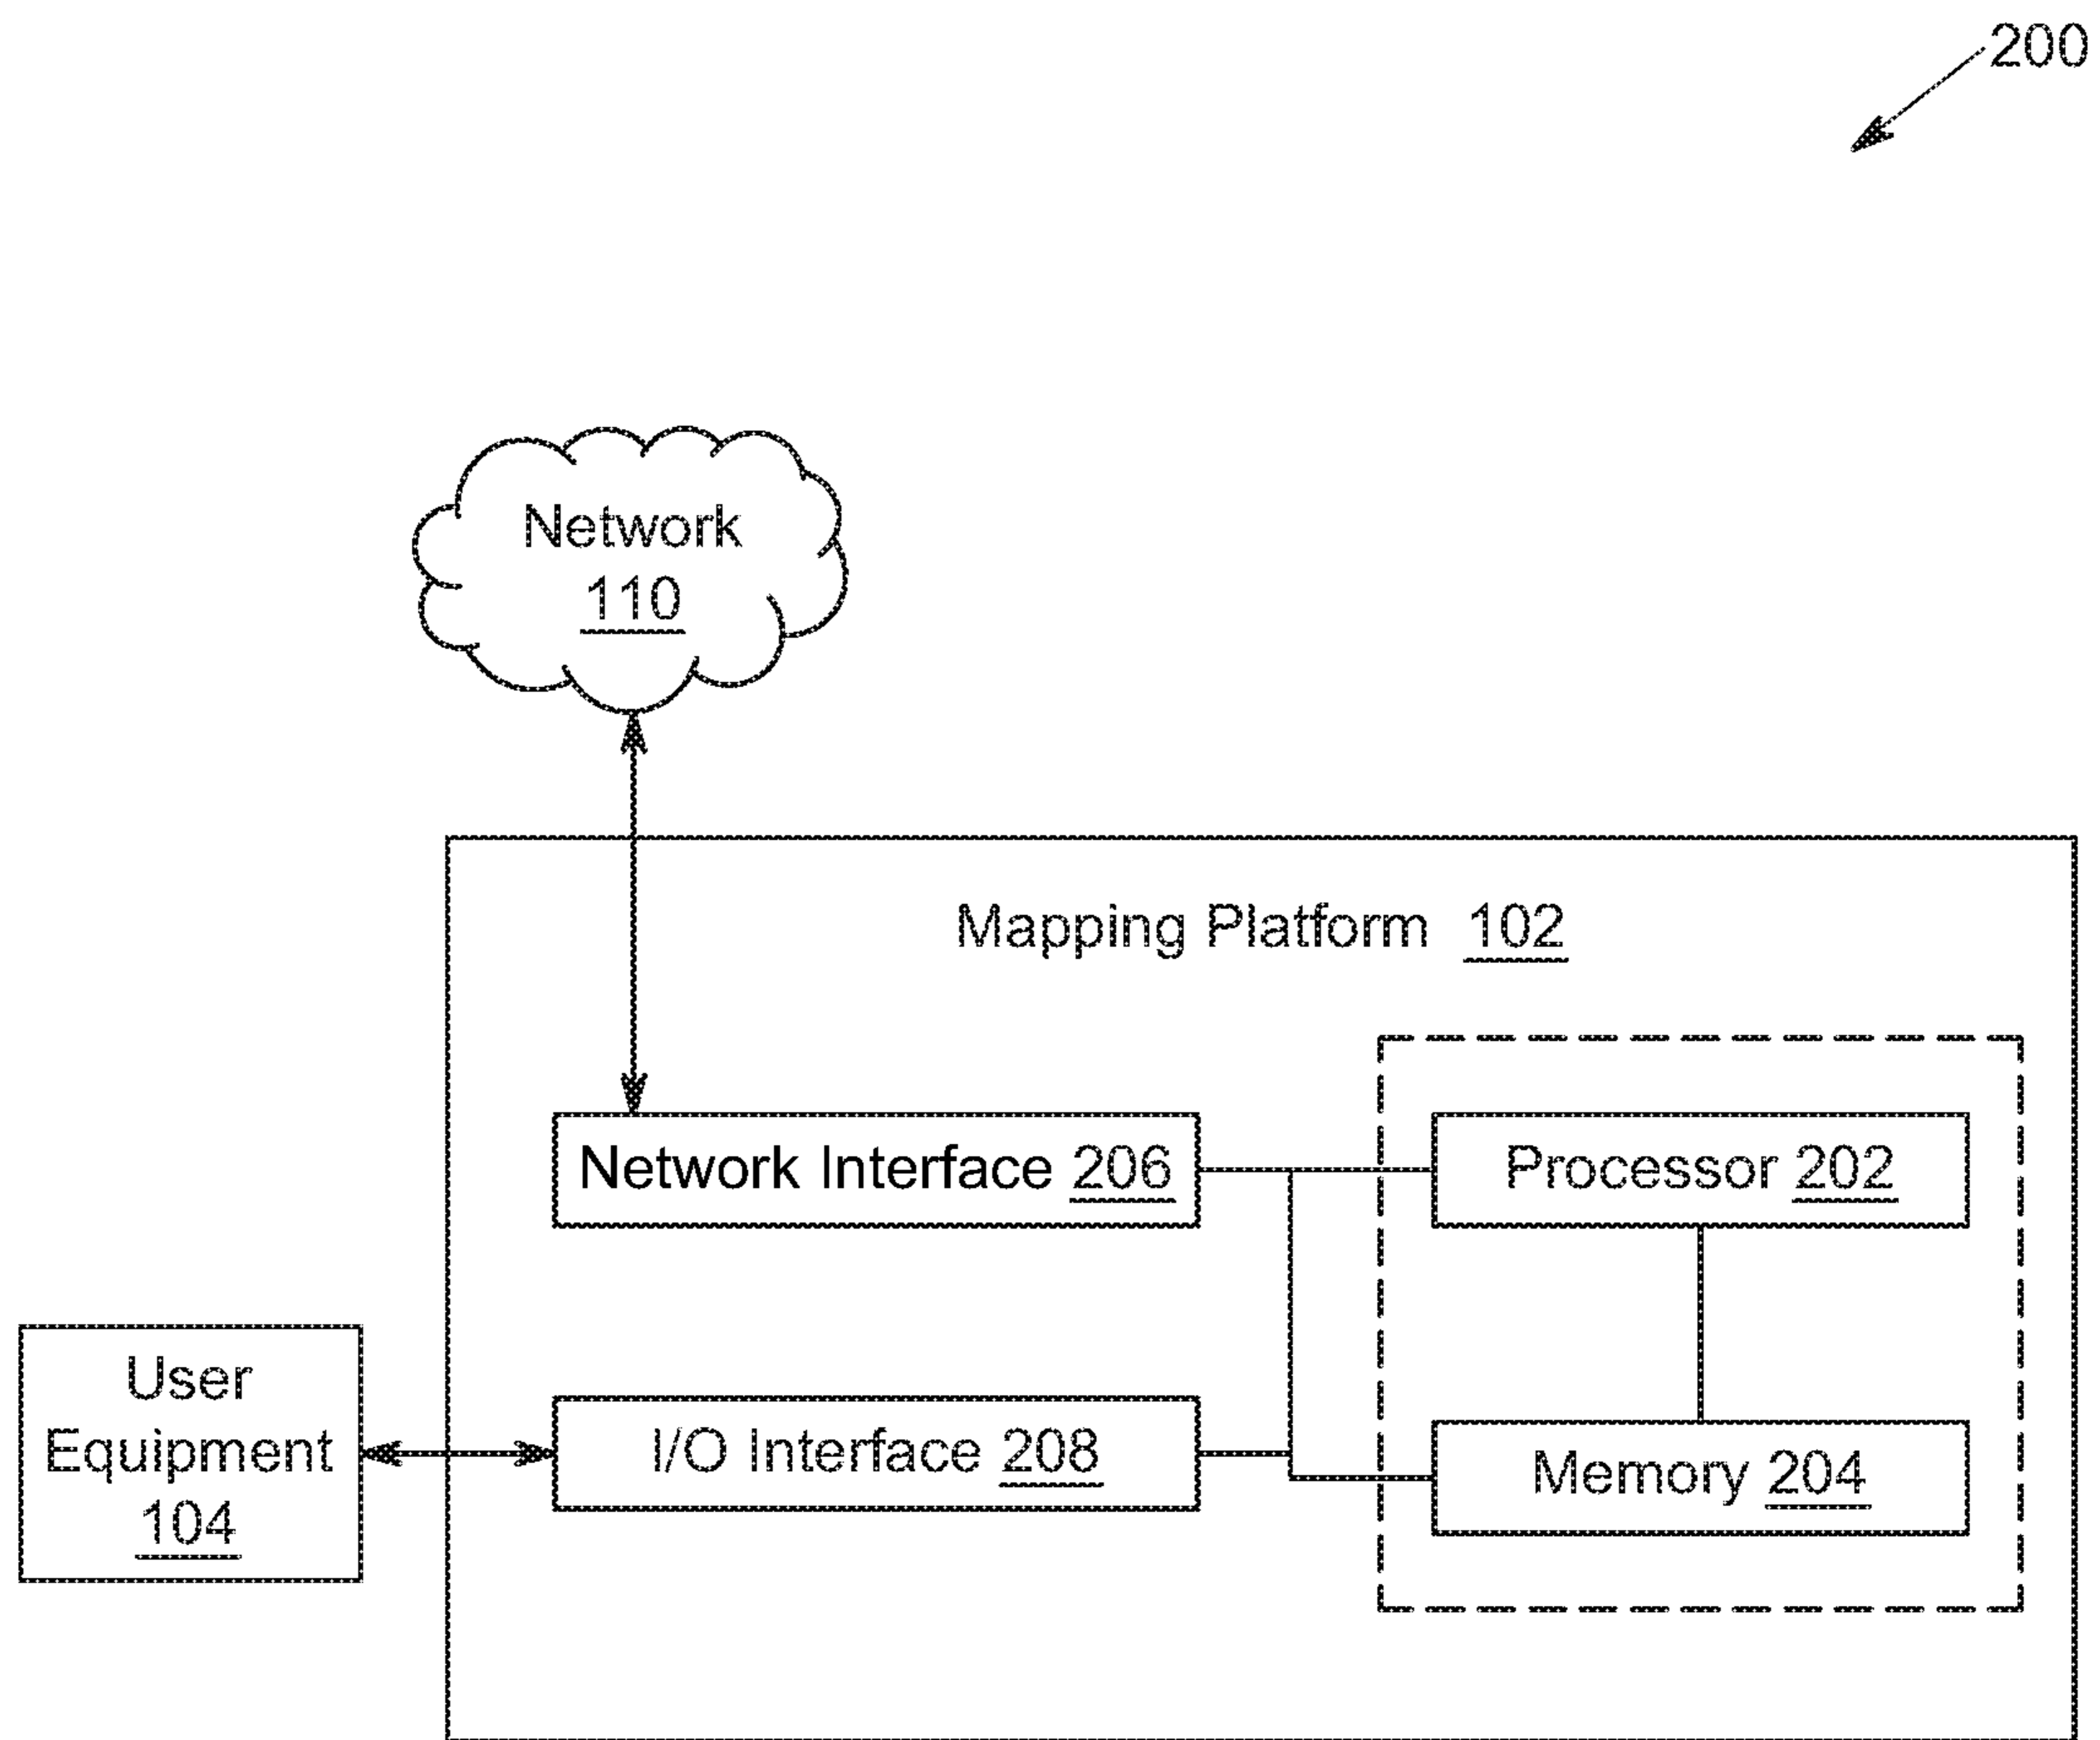 200
Network
110
Mapping Platform 102
Network Interface 206
Processor 202
User
Equipment
104
I/O Interface 208
Memory 204